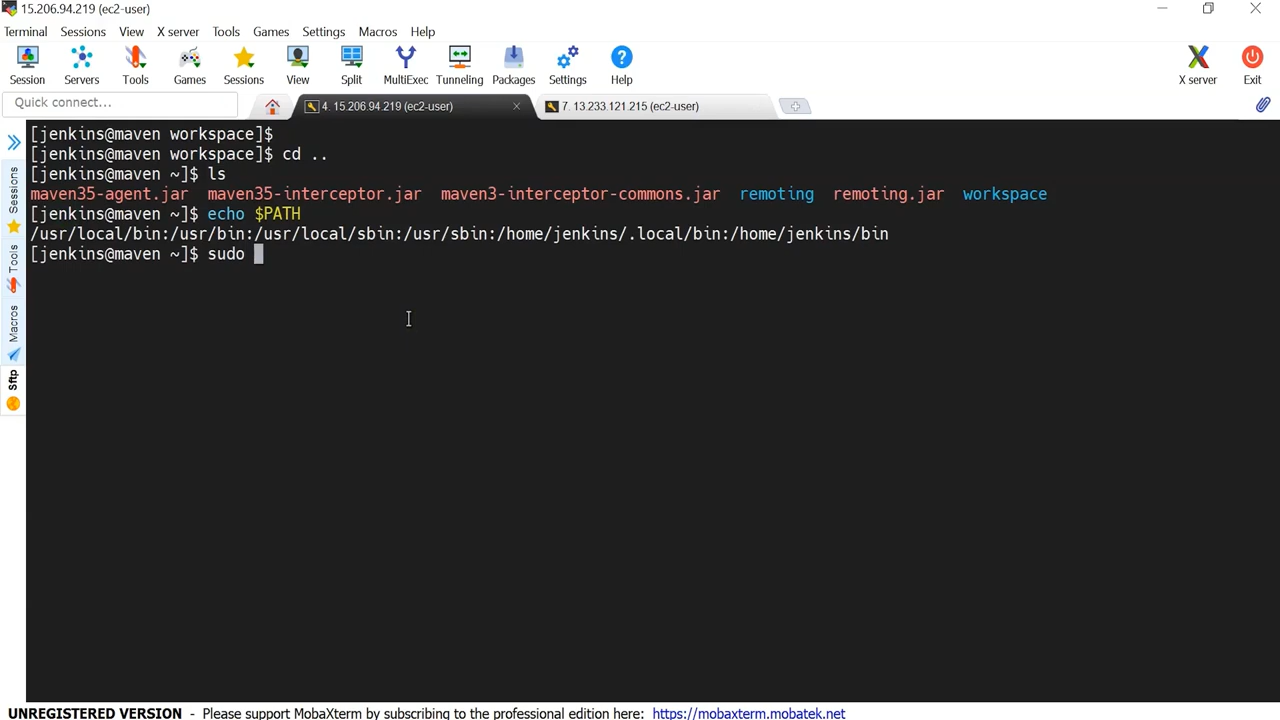 15.206.94.219 (ec2-user)
Terminal Sessions View X server Tools Games Settings Macros Help
Session Servers Tools Games Sessions View Split MultiExec Tunneling Packages Settings Help X server Exit
Quick connect... 4. 15.206.94.219 (ec2-user) 7. 13.233.121.215 (ec2-user)
Sessions
Tools
Macros
Sftp
[jenkins@maven workspace]$
[jenkins@maven workspace]$ cd ..
[jenkins@maven ~]$ ls
maven35-agent.jar maven35-interceptor.jar maven3-interceptor-commons.jar remoting remoting.jar workspace
[jenkins@maven ~]$ echo $PATH
/usr/local/bin:/usr/bin:/usr/local/sbin:/usr/sbin:/home/jenkins/.local/bin:/home/jenkins/bin
[jenkins@maven ~]$ sudo
UNREGISTERED VERSION - Please support MobaXterm by subscribing to the professional edition here: https://mobaxterm.mobatek.net